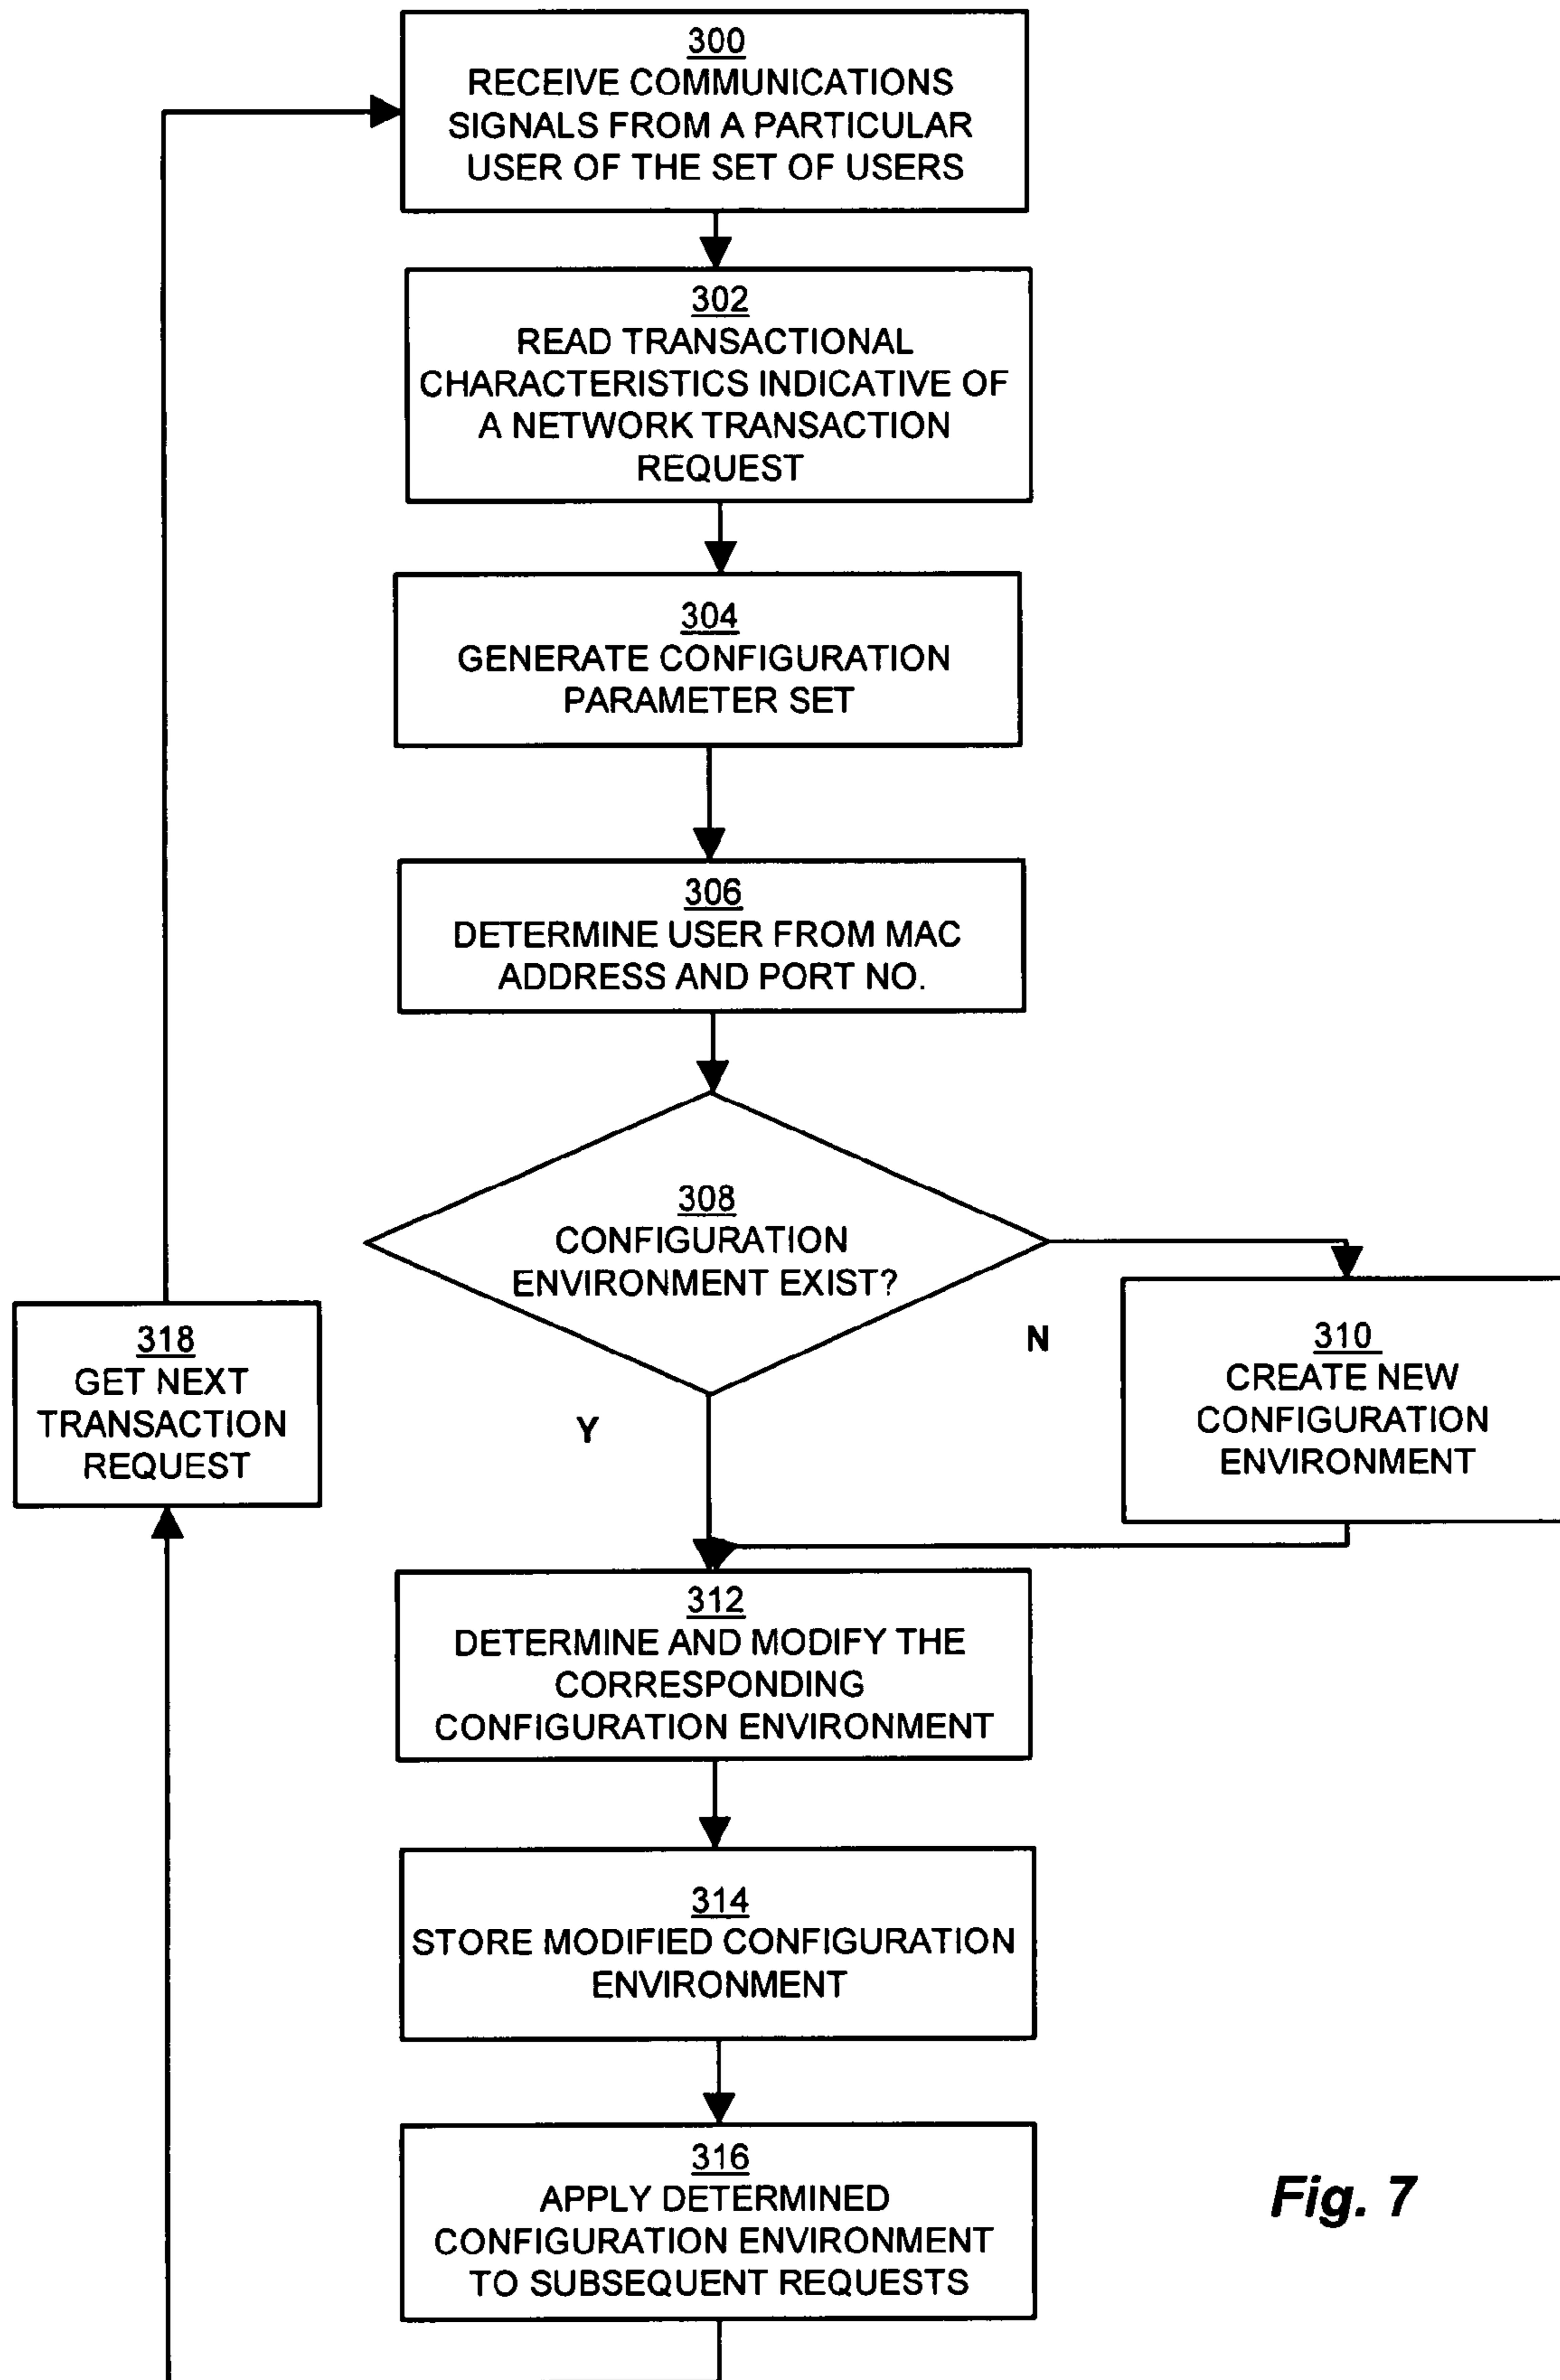 300
RECEIVE COMMUNICATIONS
SIGNALS FROM A PARTICULAR
USER OF THE SET OF USERS
302
READ TRANSACTIONAL
CHARACTERISTICS INDICATIVE OF
A NETWORK TRANSACTION
REQUEST
304
GENERATE CONFIGURATION
PARAMETER SET
306
DETERMINE USER FROM MAC
ADDRESS AND PORT NO.
308
CONFIGURATION
ENVIRONMENT EXIST?
N
Y
310
CREATE NEW
CONFIGURATION
ENVIRONMENT
318
GET NEXT
TRANSACTION
REQUEST
312
DETERMINE AND MODIFY THE
CORRESPONDING
CONFIGURATION ENVIRONMENT
314
STORE MODIFIED CONFIGURATION
ENVIRONMENT
316
APPLY DETERMINED
CONFIGURATION ENVIRONMENT
TO SUBSEQUENT REQUESTS
Fig. 7